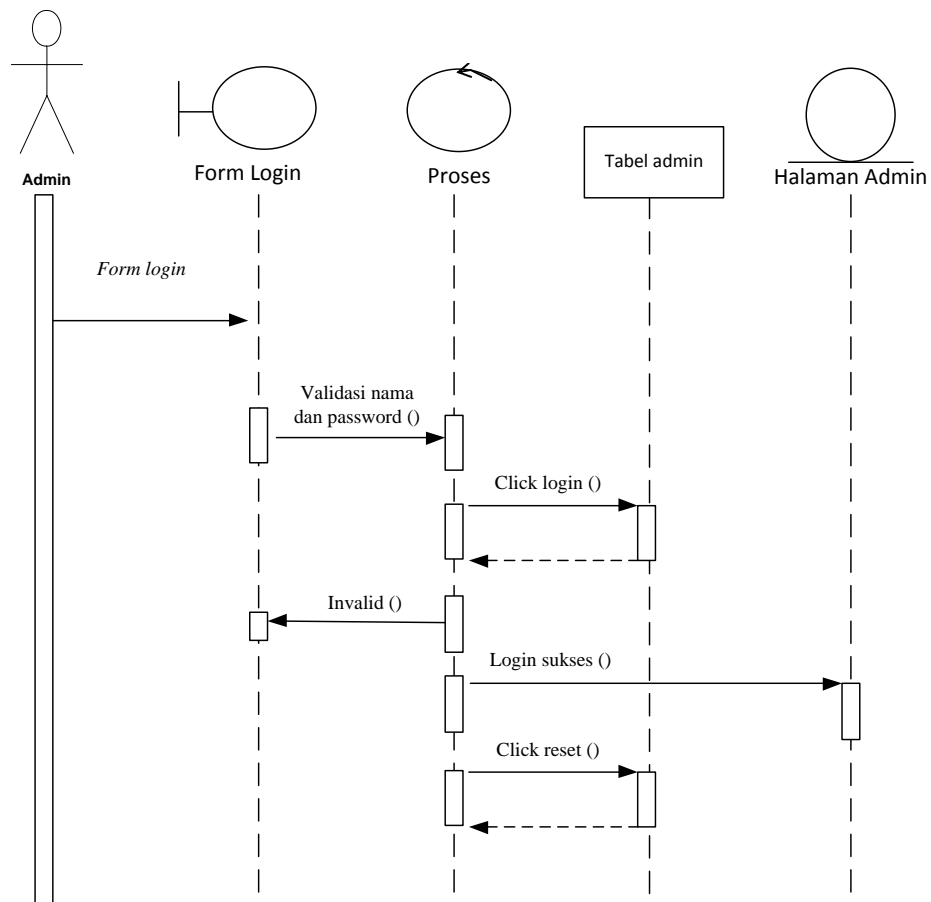 Admin
Form Login
Proses
Tabel admin
Halaman Admin
Form login
Validasi nama
dan password ()
Click login ()
Invalid ()
Login sukses ()
Click reset ()